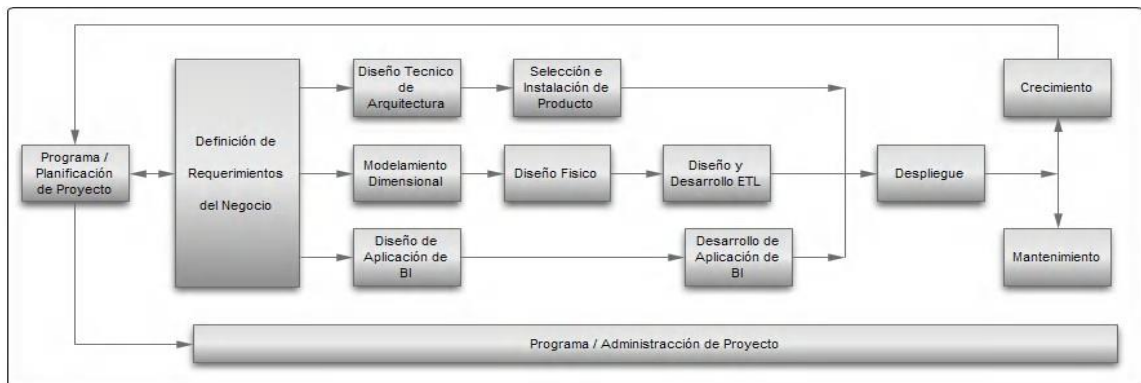 Programa /
Planificación
de Proyecto
Definición de
Requerimientos
del Negocio
Diseño Tecnico
de
Arquitectura
Selección e
Instalación de
Producto
Modelamiento
Dimensional
Diseño Fisico
Diseño y
Desarrollo ETL
Diseño de
Aplicación de
BI
Desarrollo de
Aplicación de
BI
Despliegue
Crecimiento
Mantenimiento
Programa / Administracción de Proyecto